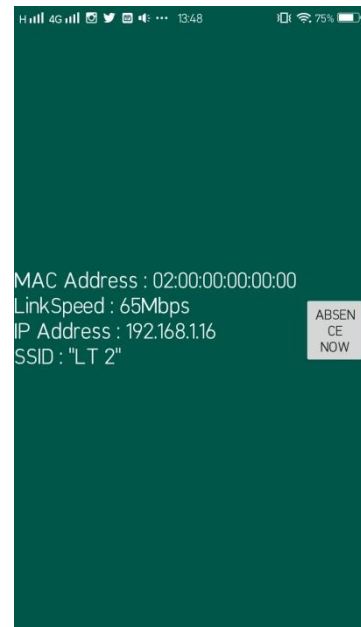 H 4G 13:48 75%
MAC Address : 02:00:00:00:00:00
LinkSpeed : 65Mbps
IP Address : 192.168.1.16
SSID : "LT 2"
ABSEN
CE
NOW